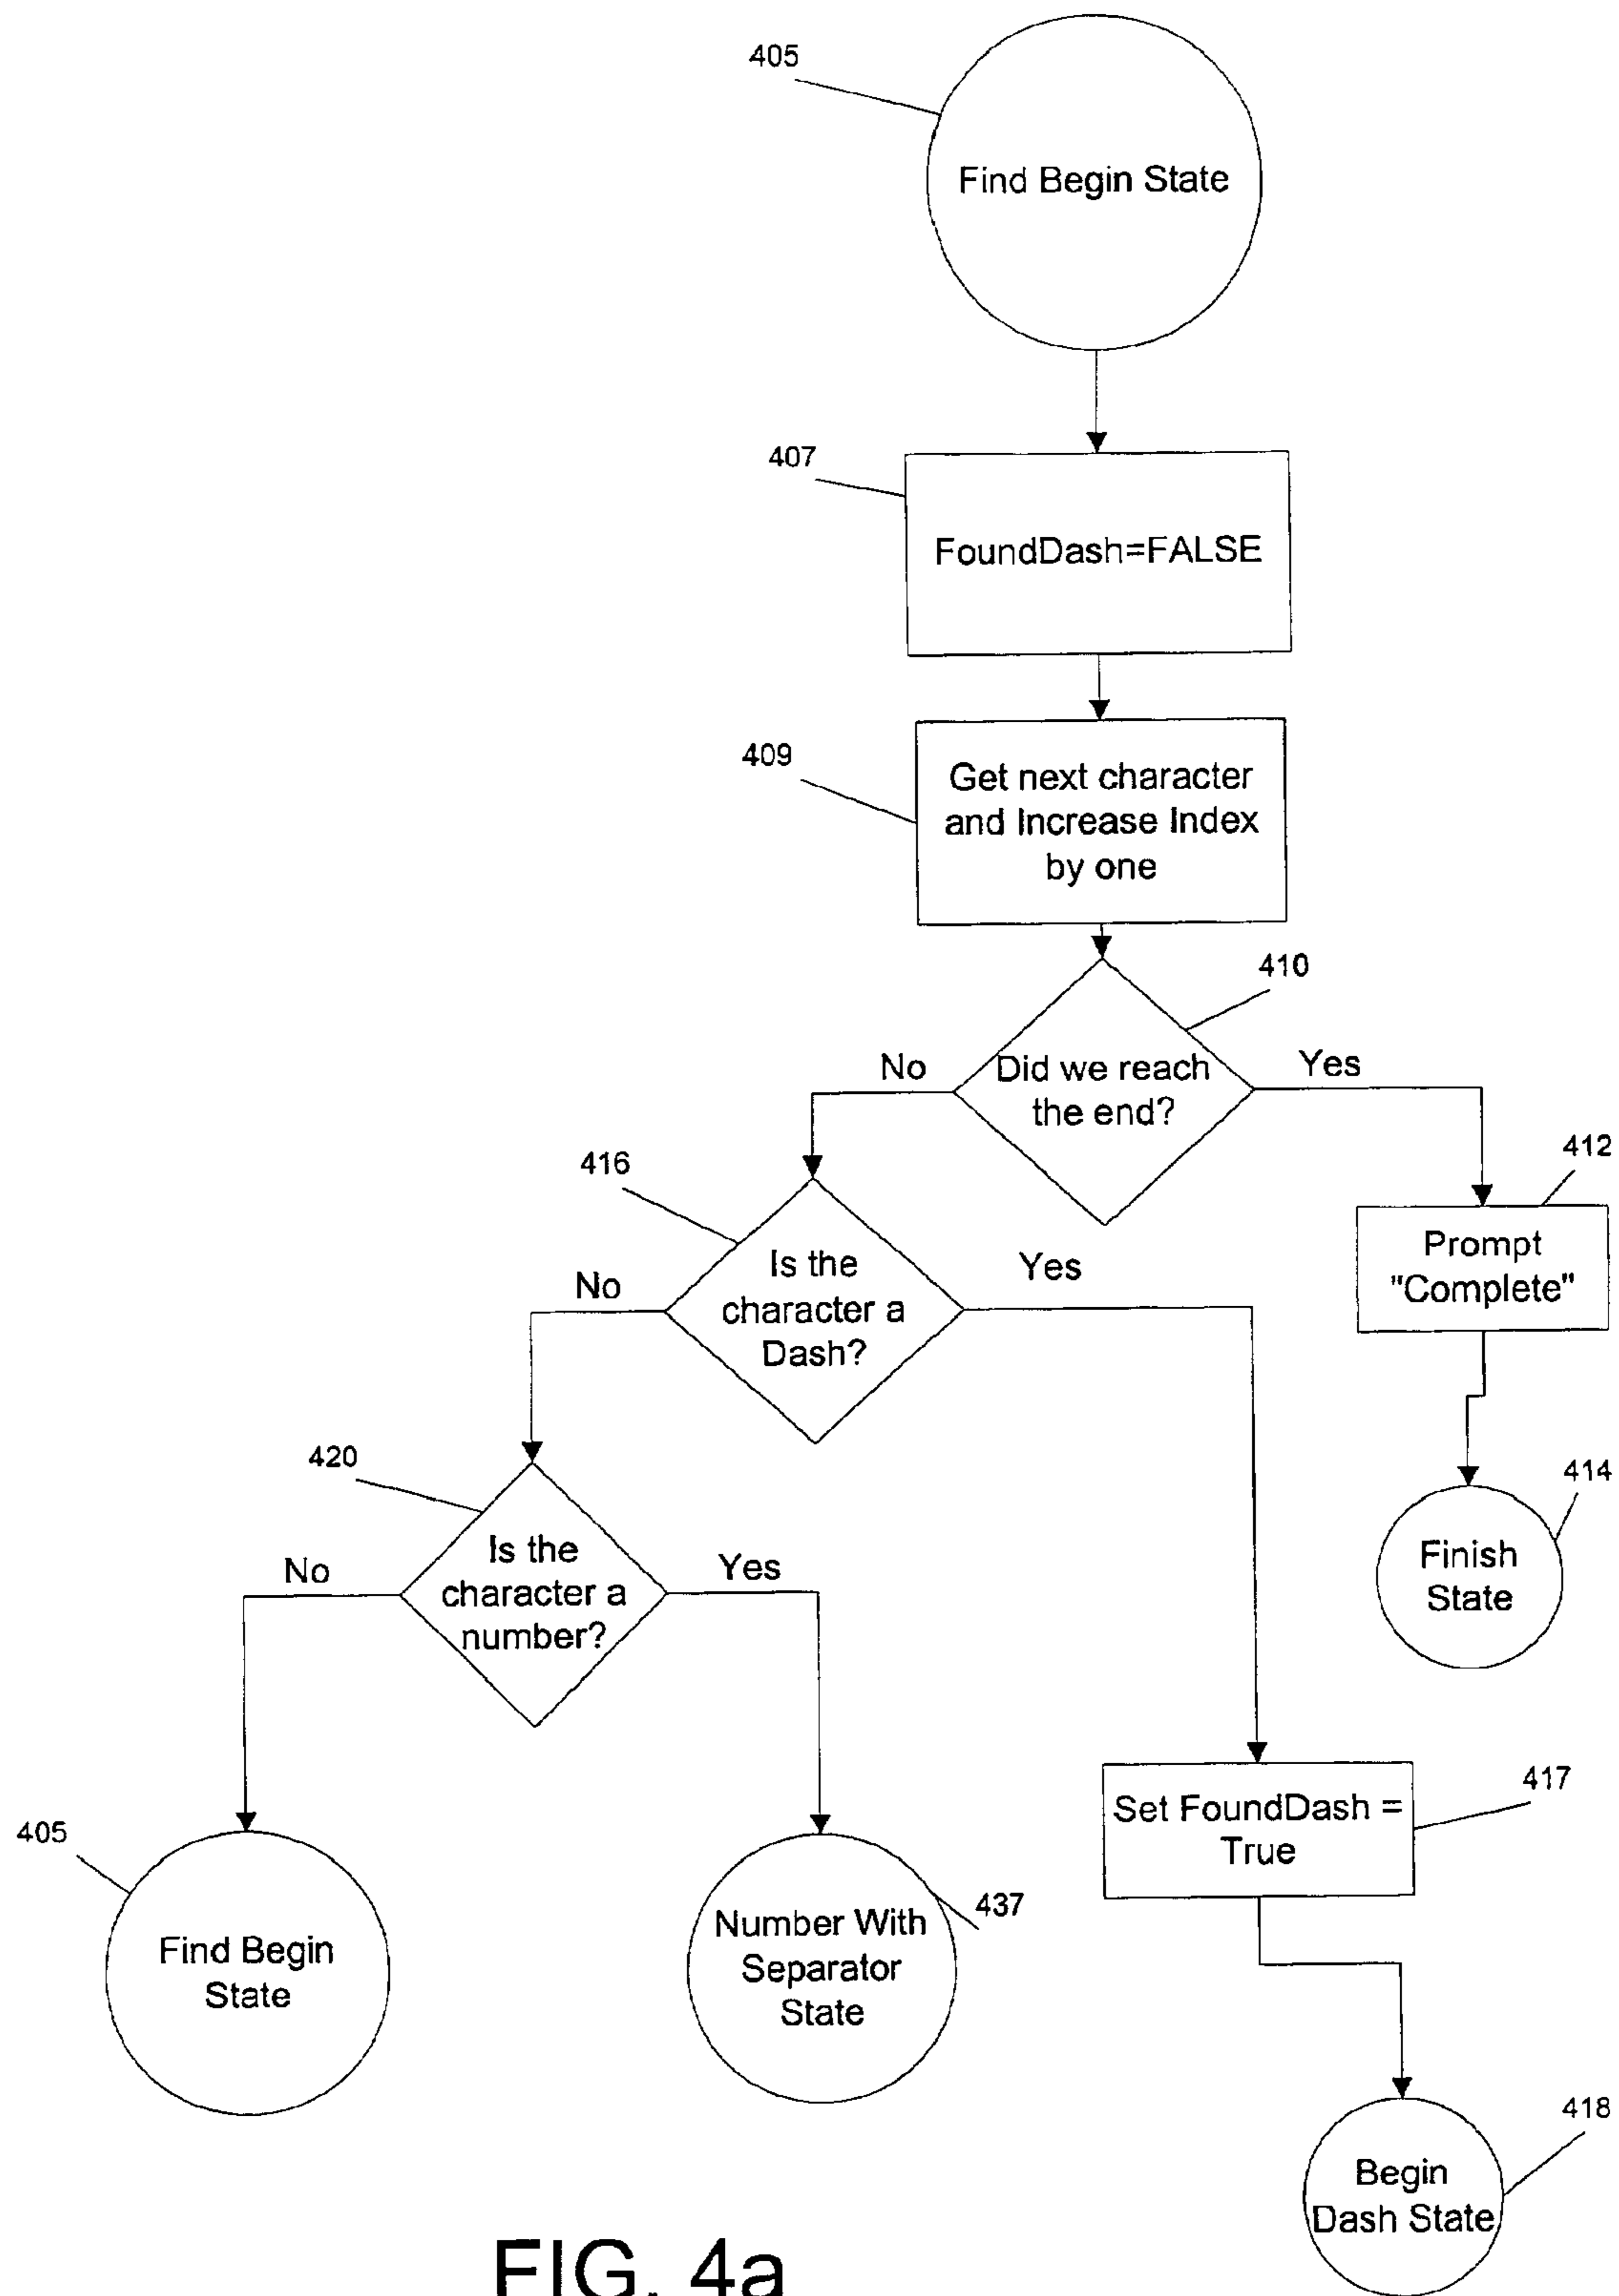 405
Find Begin State
407
FoundDash=FALSE
409
Get next character
and Increase Index
by one
410
No
Did we reach
the end?
Yes
412
416
Prompt
"Complete"
No
Is the
character a
Dash?
Yes
414
420
Finish
State
No
Is the
character a
number?
Yes
417
Set FoundDash =
True
405
437
Find Begin
State
Number With
Separator
State
418
Begin
Dash State
FIG. 4a